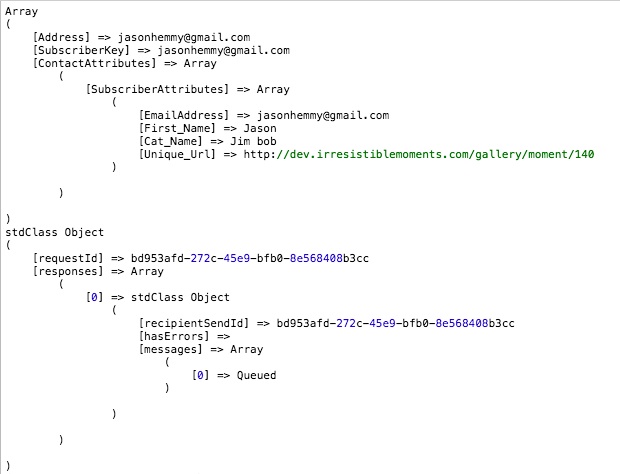 Array
(
    [Address] => jasonhemmy@gmail.com
    [SubscriberKey] => jasonhemmy@gmail.com
    [ContactAttributes] => Array
        (
            [SubscriberAttributes] => Array
                (
                    [EmailAddress] => jasonhemmy@gmail.com
                    [First_Name] => Jason
                    [Cat_Name] => Jim bob
                    [Unique_Url] => http://dev.irresistiblemoments.com/gallery/moment/140
                )

        )

)
stdClass Object
(
    [requestId] => bd953afd-272c-45e9-bfb0-8e568408b3cc
    [responses] => Array
        (
            [0] => stdClass Object
                (
                    [recipientSendId] => bd953afd-272c-45e9-bfb0-8e568408b3cc
                    [hasErrors] =>
                    [messages] => Array
                        (
                            [0] => Queued
                        )

                )

        )

)